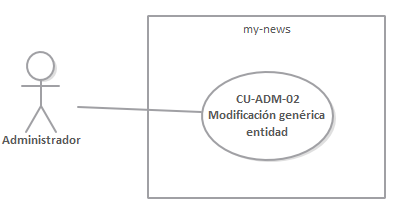 my-news
CU-ADM-02
Modificación genérica
entidad
Administrador